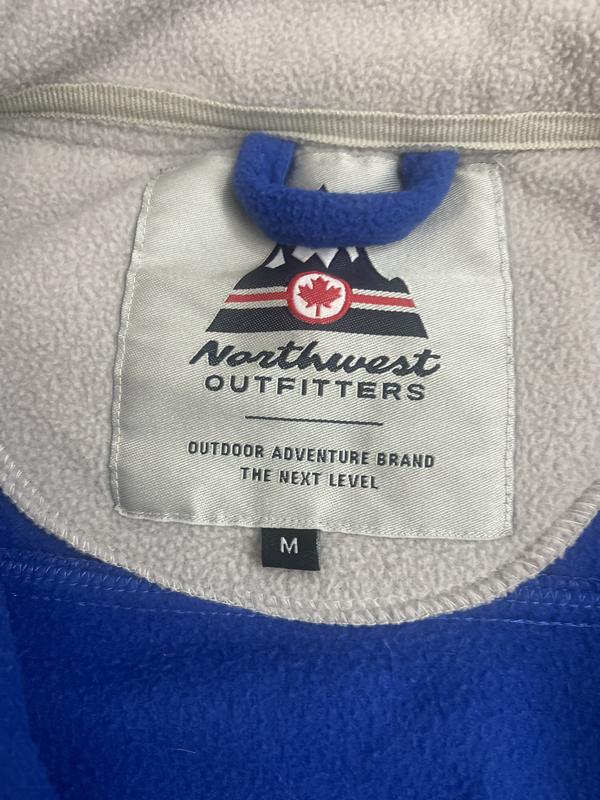 Northwest
OUTFITTERS
OUTDOOR ADVENTURE BRAND
THE NEXT LEVEL
M